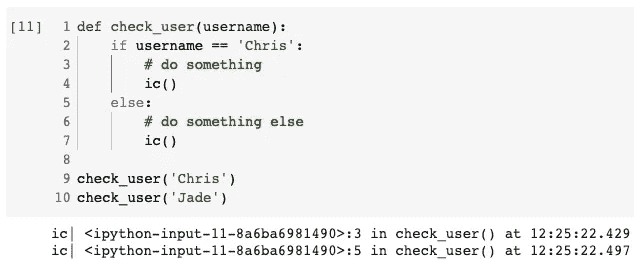 [11] 1 def check_user(username):
2     if username == 'Chris':
3         # do something
4         ic()
5     else:
6         # do something else
7         ic()
8
9 check_user('Chris')
10 check_user('Jade')
ic| <ipython-input-11-8a6ba6981490>:3 in check_user() at 12:25:22.429
ic| <ipython-input-11-8a6ba6981490>:5 in check_user() at 12:25:22.497